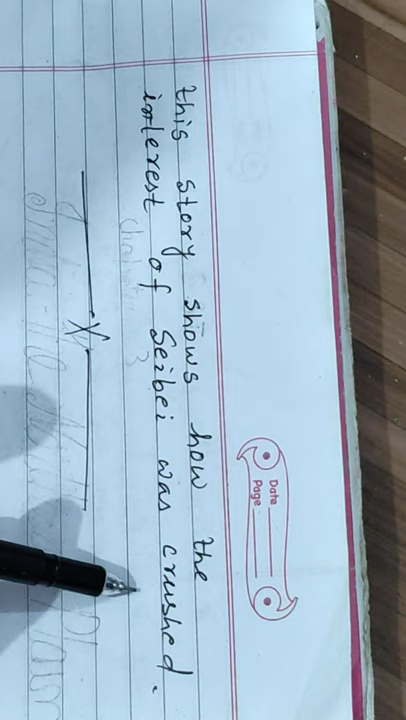 Date
Page
this story shows how the
interest of Seibei was crushed.